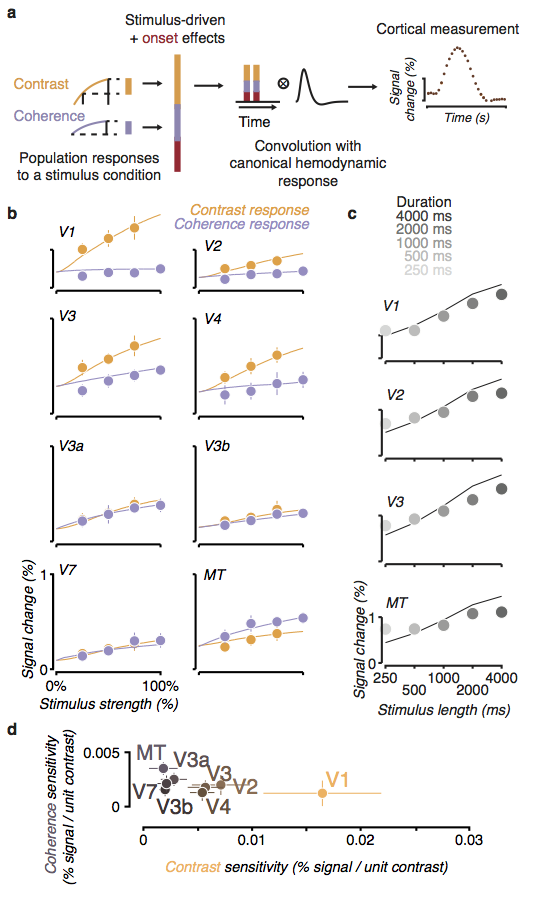 a
Stimulus-driven
+ onset effects
Cortical measurement
Contrast
Coherence
Population responses
to a stimulus condition
Time
⊗
Convolution with
canonical hemodynamic
response
Signal
change (%)
Time (s)
b
Contrast response
Coherence response
V1
V2
V3
V4
V3a
V3b
V7
MT
Signal change (%)
1
0
0%
100%
Stimulus strength (%)
c
Duration
4000 ms
2000 ms
1000 ms
500 ms
250 ms
V1
V2
V3
MT
Signal change (%)
1
0
250
1000
4000
500
2000
Stimulus length (ms)
d
Coherence sensitivity
(% signal / unit contrast)
0.005
0
MT
V3a
V3
V2
V1
V7
V3b
V4
0
0.01
0.02
0.03
Contrast sensitivity (% signal / unit contrast)